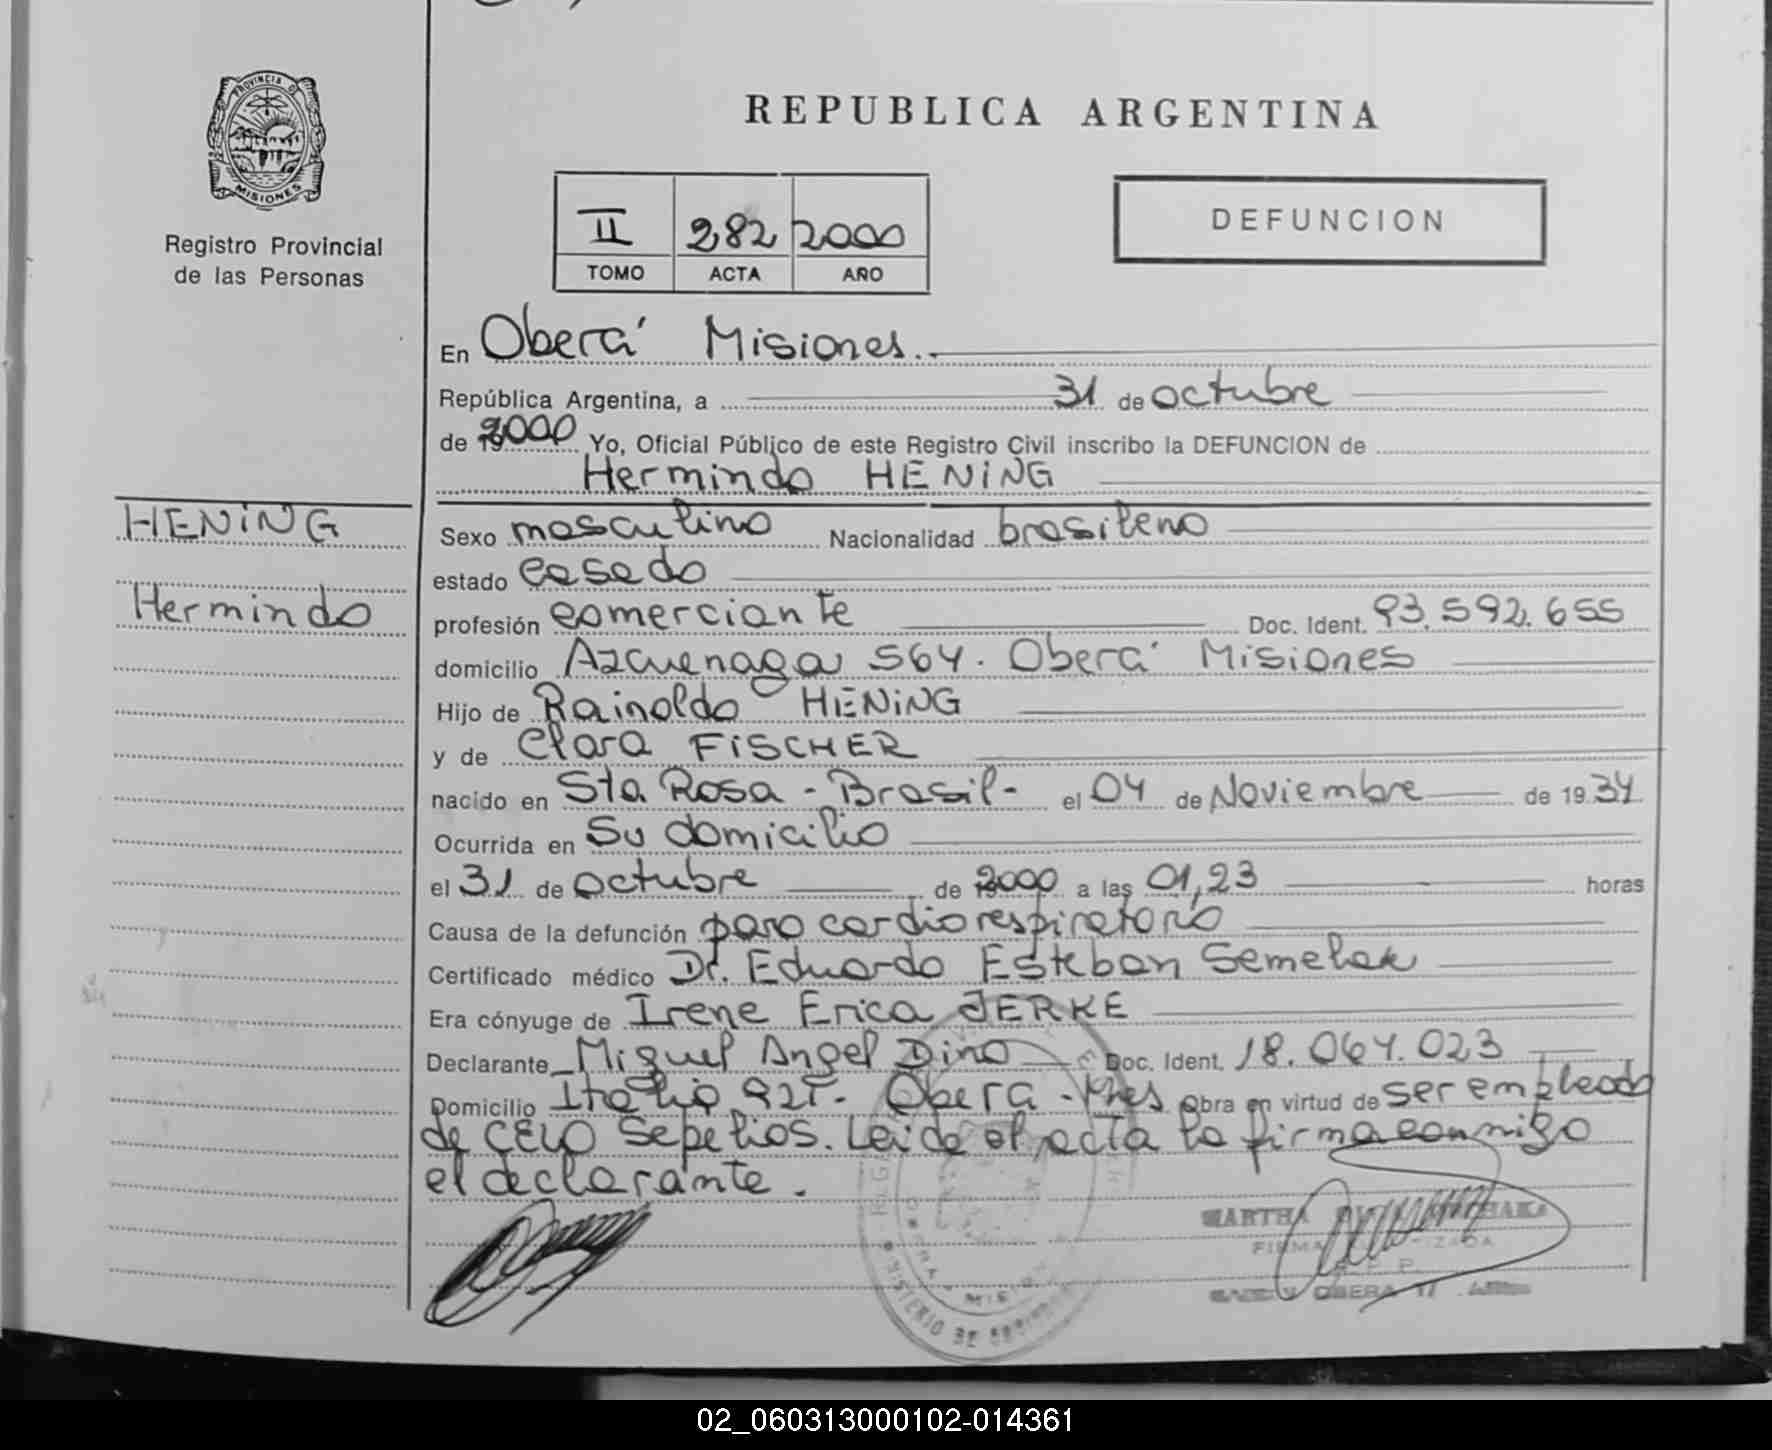 PROVINCIA DE
MISIONES
Registro Provincial
de las Personas
REPUBLICA ARGENTINA
II 282 2000
TOMO ACTA AÑO
DEFUNCION
En Oberá Misiones.
República Argentina, a 31 de octubre
de 2000 Yo, Oficial Público de este Registro Civil inscribo la DEFUNCION de
Hermindo HENING
HENING
Hermindo
Sexo masculino Nacionalidad brasileno
estado casado
profesión comerciante Doc. Ident. 93.592.655
domicilio Azcuenaga 564. Oberá Misiones
Hijo de Rainoldo HENING
y de Clara FISCHER
nacido en Sta Rosa - Brasil - el 04 de Noviembre de 1934
Ocurrida en Su domicilio
el 31 de octubre de 2000 a las 01,23 horas
Causa de la defunción paro cardiorespiratorio
Certificado médico Dr. Eduardo Esteban Semelak
Era cónyuge de Irene Erica JERKE
Declarante Miguel Angel Dino Doc. Ident. 18.064.023
Domicilio Italia Oberá - Mnes Obra en virtud de ser empleado
de CELO Sepelios. Leida el acta la firma conmigo
el declarante.
MARTHA
FIRMA
OBERA
02_060313000102-014361